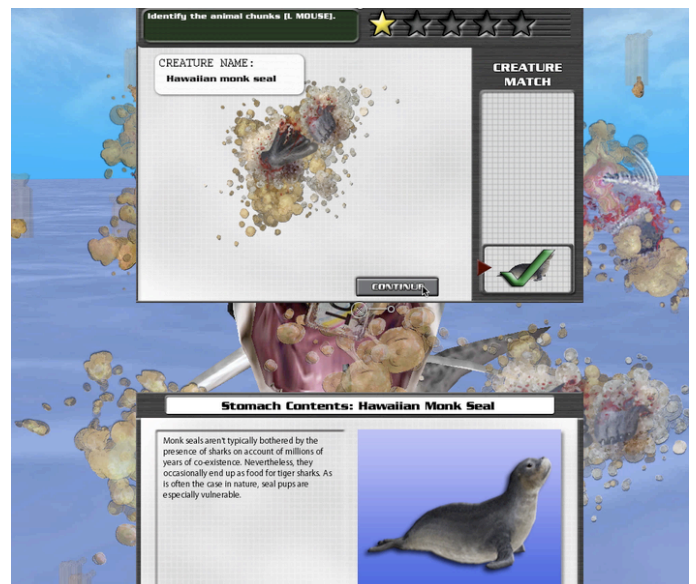 Identify the animal chunks [L MOUSE].
CREATURE NAME:
Hawaiian monk seal
CREATURE
MATCH
CONTINUE
Stomach Contents: Hawaiian Monk Seal
Monk seals aren't typically bothered by the
presence of sharks on account of millions of
years of co-existence. Nevertheless, they
occasionally end up as food for tiger sharks. As
is often the case in nature, seal pups are
especially vulnerable.